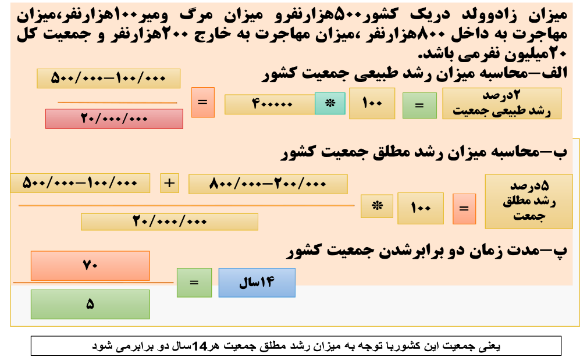 میزان زادوولد دریک کشور۵۰۰هزارنفرو میزان مرگ ومیر۱۰۰هزارنفر،میزان
مهاجرت به داخل ۸۰۰هزارنفر ،میزان مهاجرت به خارج ۲۰۰هزارنفر و جمعیت کل
۲۰میلیون نفرمی باشد.
الف–محاسبه میزان رشد طبیعی جمعیت کشور
۵۰۰/۰۰۰–۱۰۰/۰۰۰
۲درصد = ۱۰۰ * ۴۰۰۰۰۰ =
رشد طبیعی جمعیت
۲۰/۰۰۰/۰۰۰
ب–محاسبه میزان رشد مطلق جمعیت کشور
۵۰۰/۰۰۰–۱۰۰/۰۰۰ + ۸۰۰/۰۰۰–۲۰۰/۰۰۰
۵درصد
رشد مطلق = ۱۰۰ *
جمعت
۲۰/۰۰۰/۰۰۰
پ–مدت زمان دو برابرشدن جمعیت کشور
۷۰
۱۴سال =
۵
یعنی جمعیت این کشوربا توجه به میزان رشد مطلق جمعیت هر14سال دو برابرمی شود